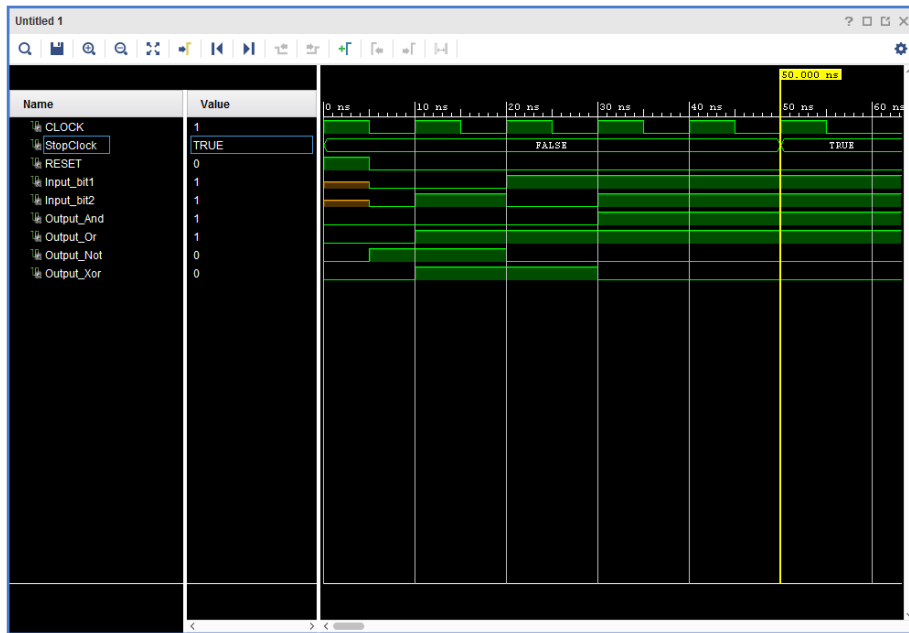 Untitled 1
50.000 ns
Name Value
0 ns 10 ns 20 ns 30 ns 40 ns 50 ns 60 ns
CLOCK 1
StopClock TRUE FALSE TRUE
RESET 0
Input_bit1 1
Input_bit2 1
Output_And 1
Output_Or 1
Output_Not 0
Output_Xor 0